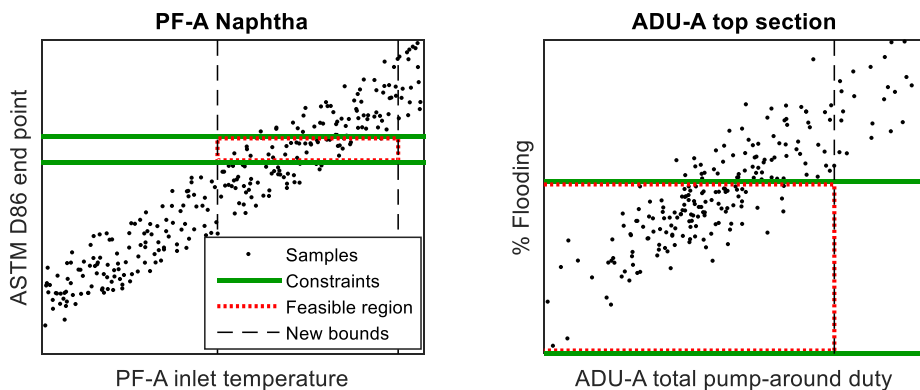 PF-A Naphtha
ASTM D86 end point
Samples
Constraints
Feasible region
New bounds
PF-A inlet temperature
ADU-A top section
% Flooding
ADU-A total pump-around duty